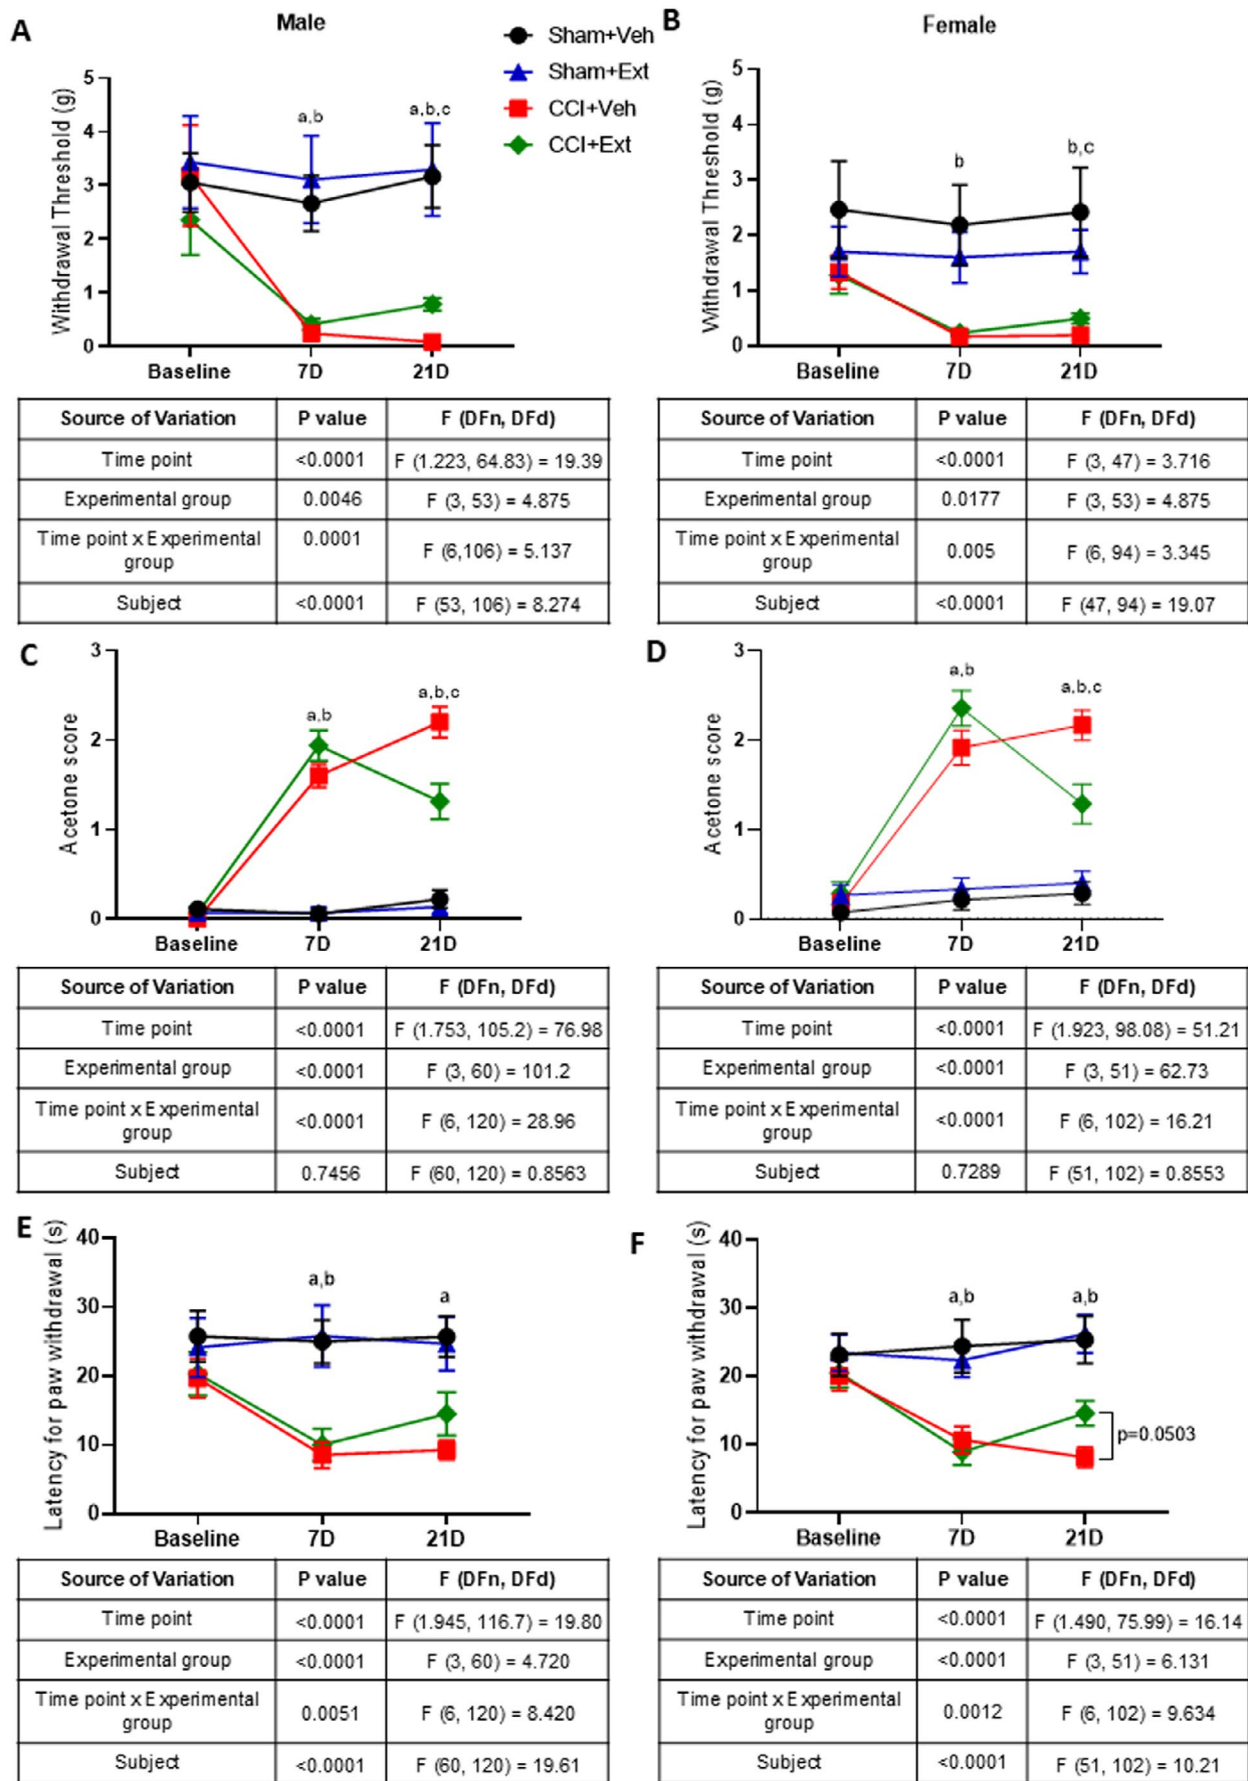 A
Male
Sham+Veh
Sham+Ext
CCI+Veh
CCI+Ext
Withdrawal Threshold (g)
5
4
3
2
1
0
a,b
a,b,c
Baseline
7D
21D
Source of Variation P value F (DFn, DFd)
Time point <0.0001 F (1.223, 64.83) = 19.39
Experimental group 0.0046 F (3, 53) = 4.875
Time point x Experimental
group 0.0001 F (6,106) = 5.137
Subject <0.0001 F (53, 106) = 8.274
B
Female
Withdrawal Threshold (g)
5
4
3
2
1
0
b
b,c
Baseline
7D
21D
Source of Variation P value F (DFn, DFd)
Time point <0.0001 F (3, 47) = 3.716
Experimental group 0.0177 F (3, 53) = 4.875
Time point x Experimental
group 0.005 F (6, 94) = 3.345
Subject <0.0001 F (47, 94) = 19.07
C
Acetone score
3
2
1
0
a,b
a,b,c
Baseline
7D
21D
Source of Variation P value F (DFn, DFd)
Time point <0.0001 F (1.753, 105.2) = 76.98
Experimental group <0.0001 F (3, 60) = 101.2
Time point x Experimental
group <0.0001 F (6, 120) = 28.96
Subject 0.7456 F (60, 120) = 0.8563
D
Acetone score
3
2
1
0
a,b
a,b,c
Baseline
7D
21D
Source of Variation P value F (DFn, DFd)
Time point <0.0001 F (1.923, 98.08) = 51.21
Experimental group <0.0001 F (3, 51) = 62.73
Time point x Experimental
group <0.0001 F (6, 102) = 16.21
Subject 0.7289 F (51, 102) = 0.8553
E
Latency for paw withdrawal (s)
40
30
20
10
0
a,b
a
Baseline
7D
21D
Source of Variation P value F (DFn, DFd)
Time point <0.0001 F (1.945, 116.7) = 19.80
Experimental group <0.0001 F (3, 60) = 4.720
Time point x Experimental
group 0.0051 F (6, 120) = 8.420
Subject <0.0001 F (60, 120) = 19.61
F
Latency for paw withdrawal (s)
40
30
20
10
0
a,b
a,b
p=0.0503
Baseline
7D
21D
Source of Variation P value F (DFn, DFd)
Time point <0.0001 F (1.490, 75.99) = 16.14
Experimental group <0.0001 F (3, 51) = 6.131
Time point x Experimental
group 0.0012 F (6, 102) = 9.634
Subject <0.0001 F (51, 102) = 10.21